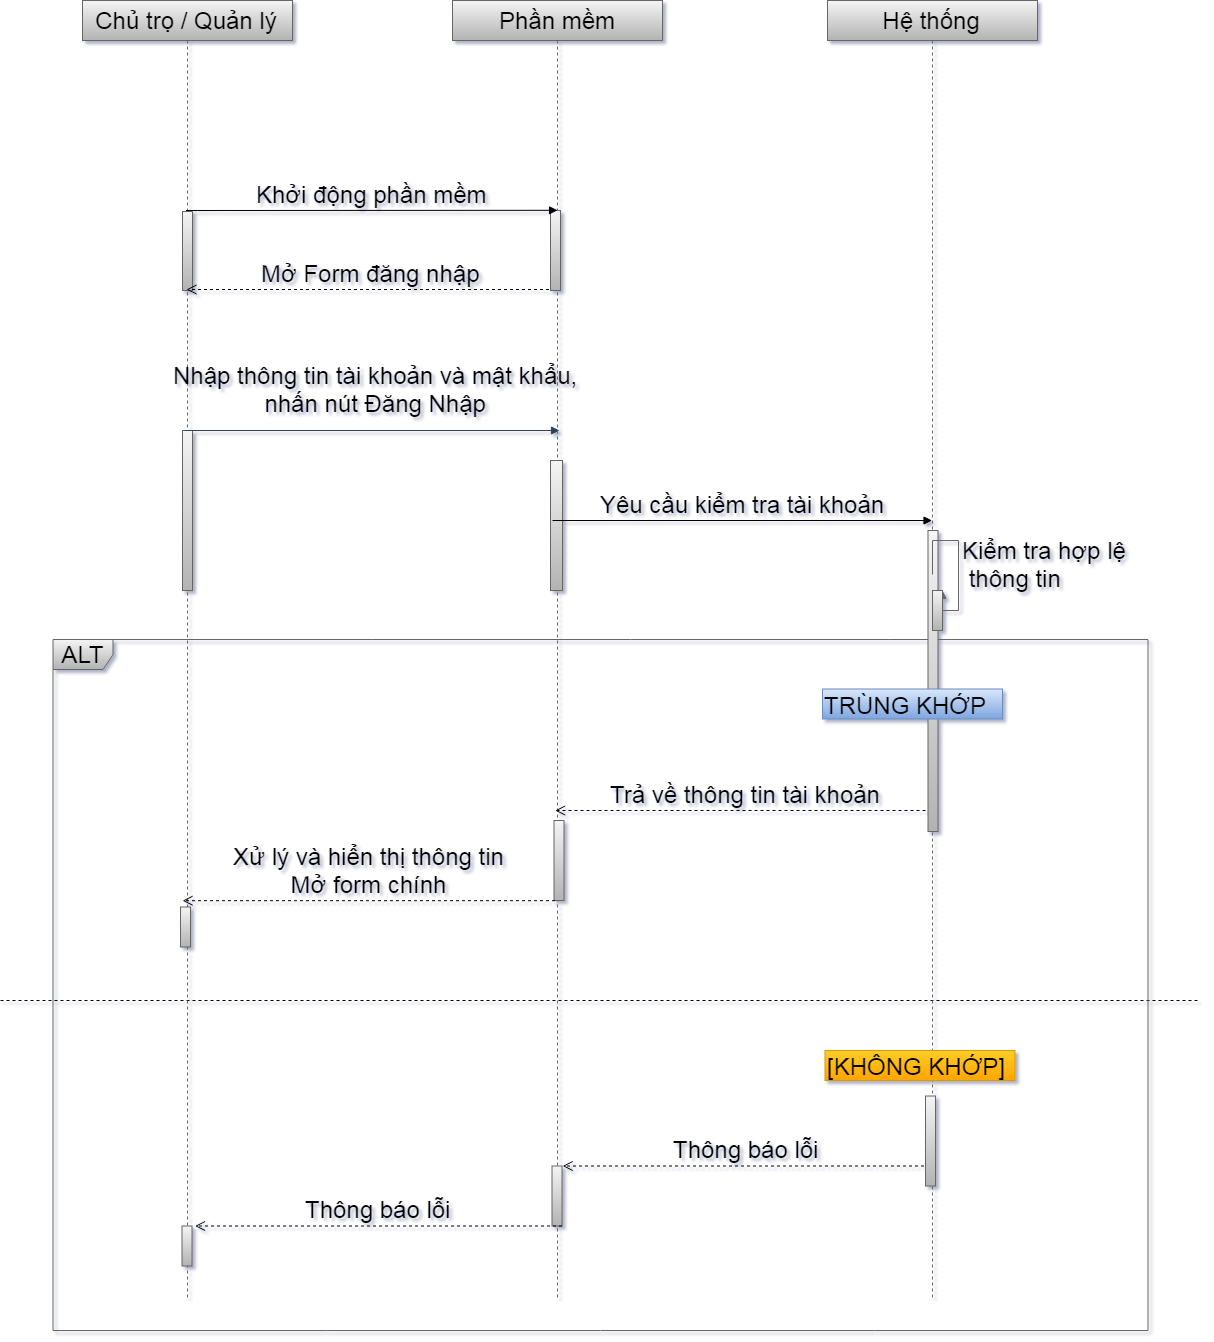 Chủ trọ / Quản lý
Phần mềm
Hệ thống
Khởi động phần mềm
Mở Form đăng nhập
Nhập thông tin tài khoản và mật khẩu,
nhấn nút Đăng Nhập
Yêu cầu kiểm tra tài khoản
Kiểm tra hợp lệ
thông tin
ALT
TRÙNG KHỚP
Trả về thông tin tài khoản
Xử lý và hiển thị thông tin
Mở form chính
[KHÔNG KHỚP]
Thông báo lỗi
Thông báo lỗi